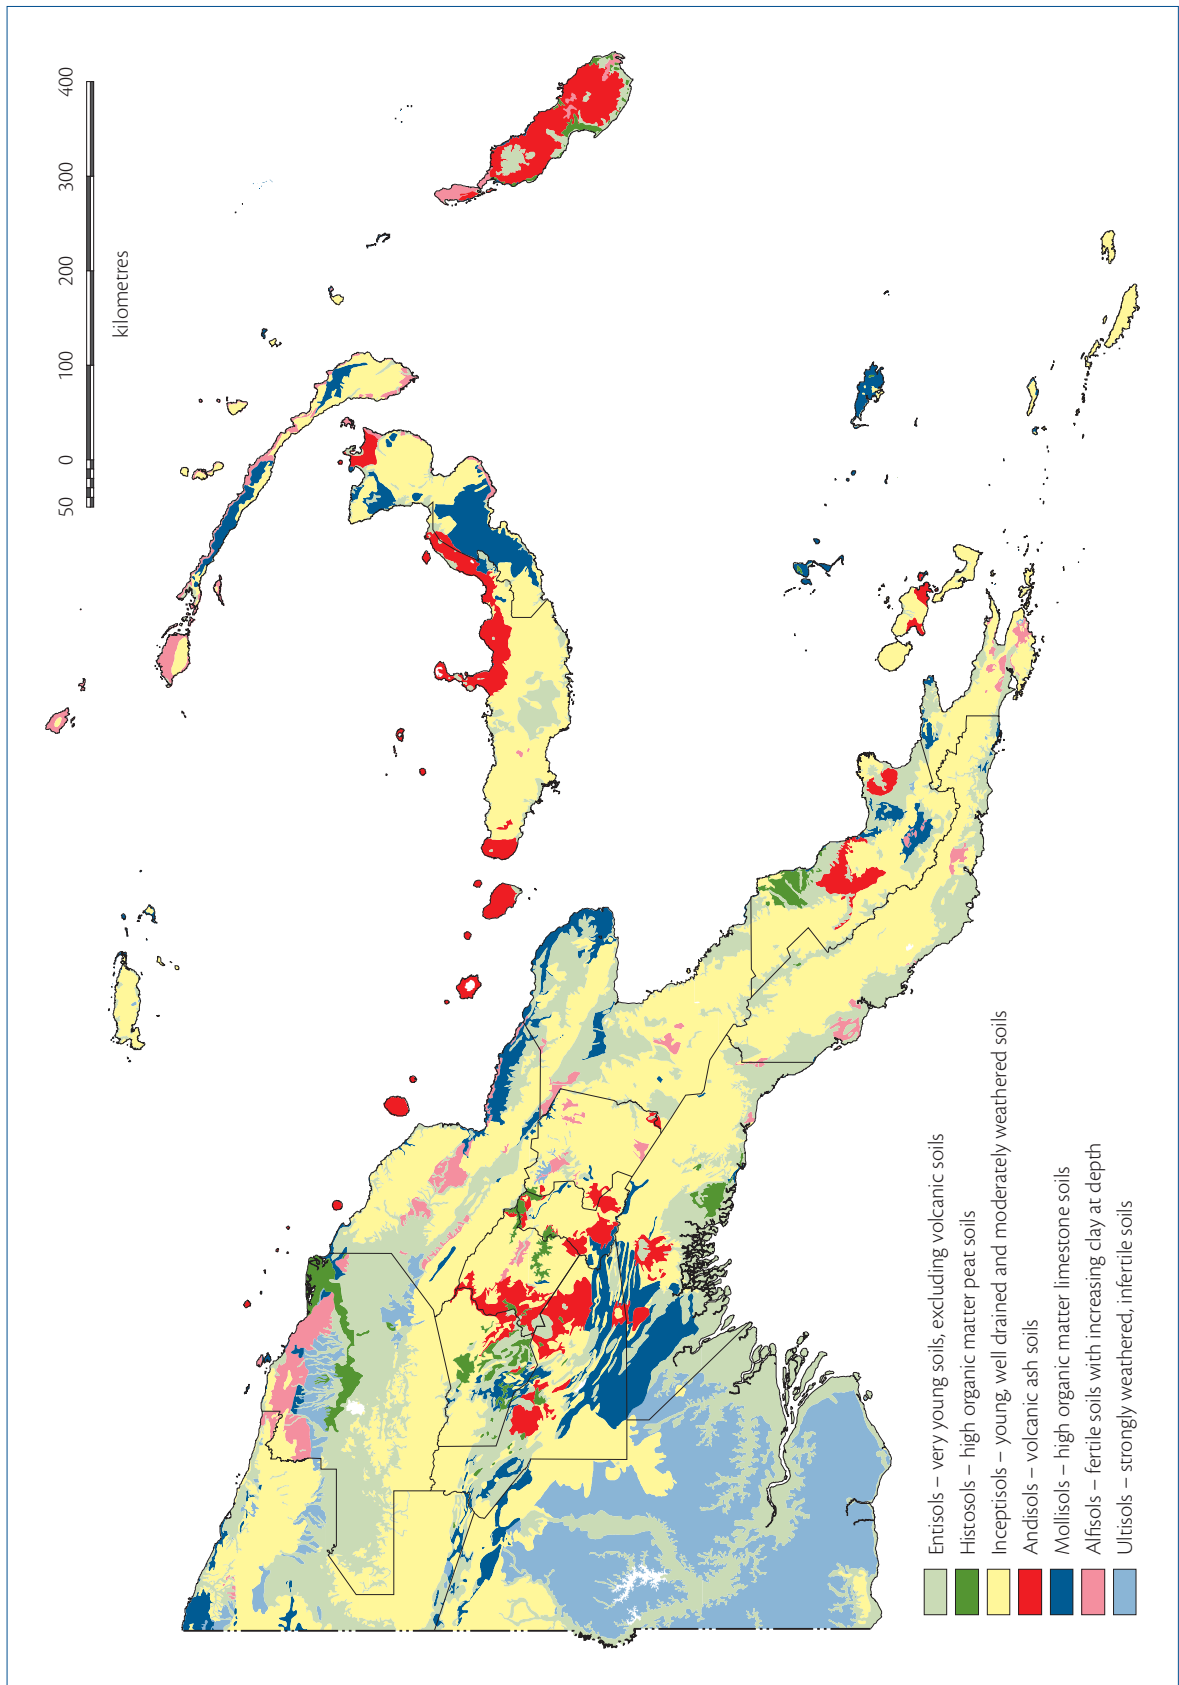 50 0 100 200 300 400
kilometres
Entisols – very young soils, excluding volcanic soils
Histosols – high organic matter peat soils
Inceptisols – young, well drained and moderately weathered soils
Andisols – volcanic ash soils
Mollisols – high organic matter limestone soils
Alfisols – fertile soils with increasing clay at depth
Ultisols – strongly weathered, infertile soils